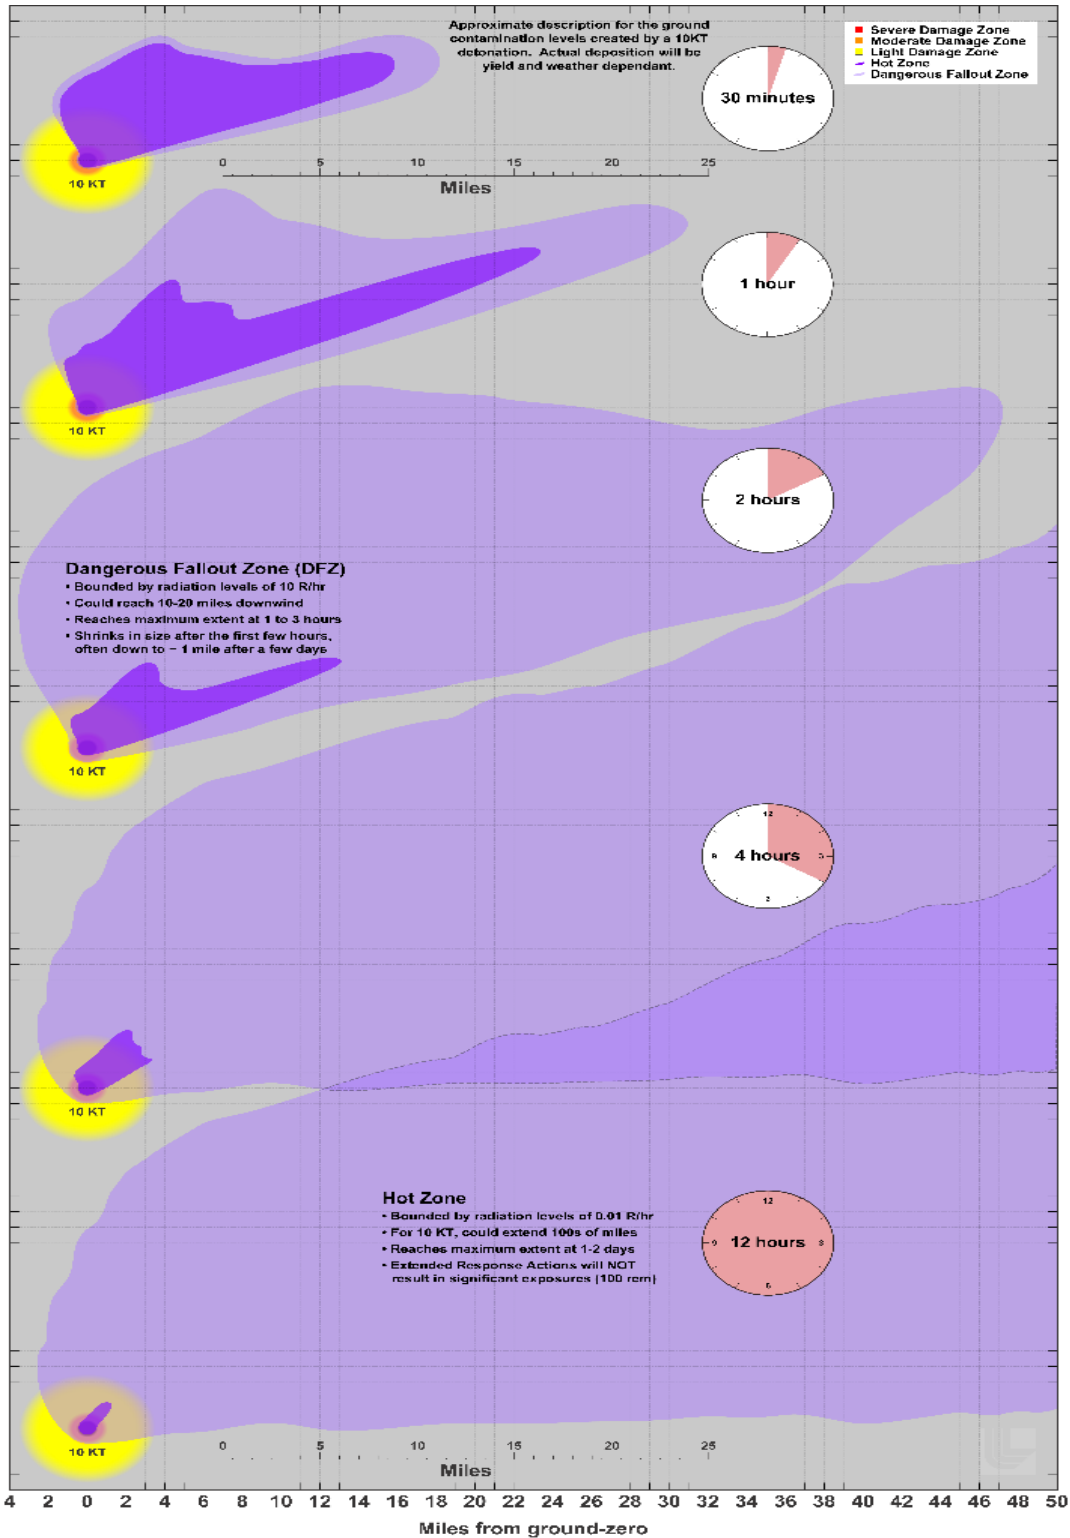 Approximate description for the ground
contamination levels created by a 10KT
detonation. Actual deposition will be
yield and weather dependant.
Severe Damage Zone
Moderate Damage Zone
Light Damage Zone
Hot Zone
Dangerous Fallout Zone
30 minutes
10 KT
0 5 10 15 20 25
Miles
1 hour
10 KT
2 hours
Dangerous Fallout Zone (DFZ)
• Bounded by radiation levels of 10 R/hr
• Could reach 10-20 miles downwind
• Reaches maximum extent at 1 to 3 hours
• Shrinks in size after the first few hours,
often down to ~ 1 mile after a few days
10 KT
12
4 hours
3
10 KT
Hot Zone
• Bounded by radiation levels of 0.01 R/hr
• For 10 KT, could extend 100s of miles
• Reaches maximum extent at 1-2 days
• Extended Response Actions will NOT
result in significant exposures (100 rem)
12
9 12 hours 3
6
10 KT
0 5 10 15 20 25
Miles
4 2 0 2 4 6 8 10 12 14 16 18 20 22 24 26 28 30 32 34 36 38 40 42 44 46 48 50
Miles from ground-zero